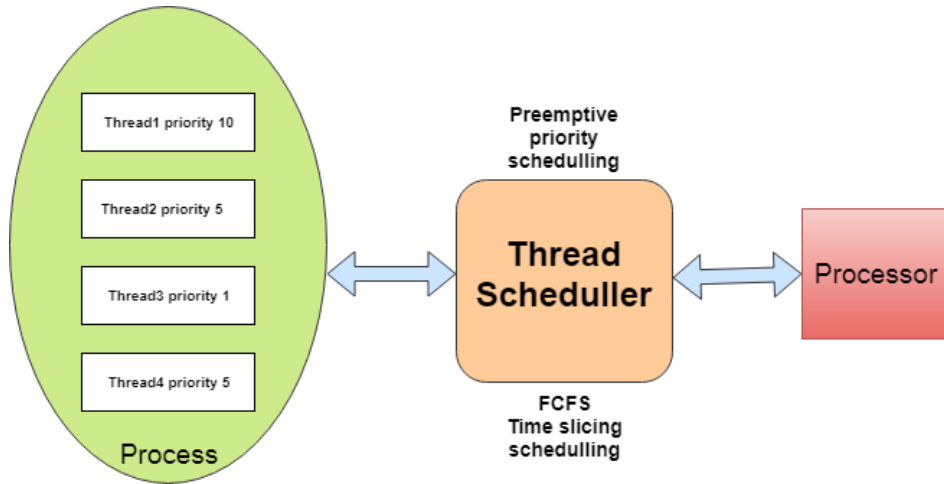 Thread1 priority 10
Thread2 priority 5
Thread3 priority 1
Thread4 priority 5
Process
Preemptive
priority
schedulling
Thread
Scheduller
FCFS
Time slicing
schedulling
Processor